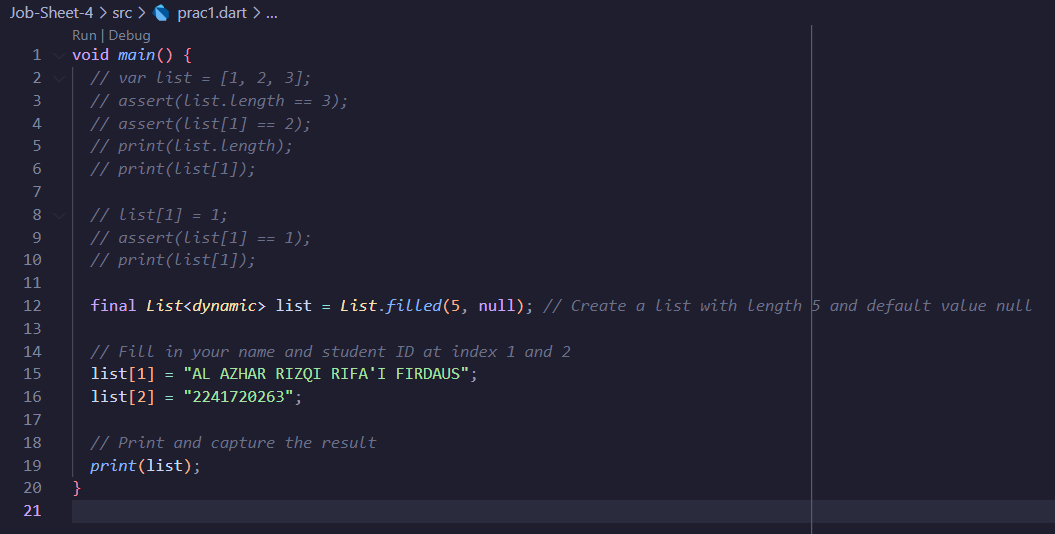 Job-Sheet-4 > src > prac1.dart > ...
Run | Debug
1 void main() {
2 // var list = [1, 2, 3];
3 // assert(list.length == 3);
4 // assert(list[1] == 2);
5 // print(list.length);
6 // print(list[1]);
7
8 // list[1] = 1;
9 // assert(list[1] == 1);
10 // print(list[1]);
11
12 final List<dynamic> list = List.filled(5, null); // Create a list with length 5 and default value null
13
14 // Fill in your name and student ID at index 1 and 2
15 list[1] = "AL AZHAR RIZQI RIFA'I FIRDAUS";
16 list[2] = "2241720263";
17
18 // Print and capture the result
19 print(list);
20 }
21